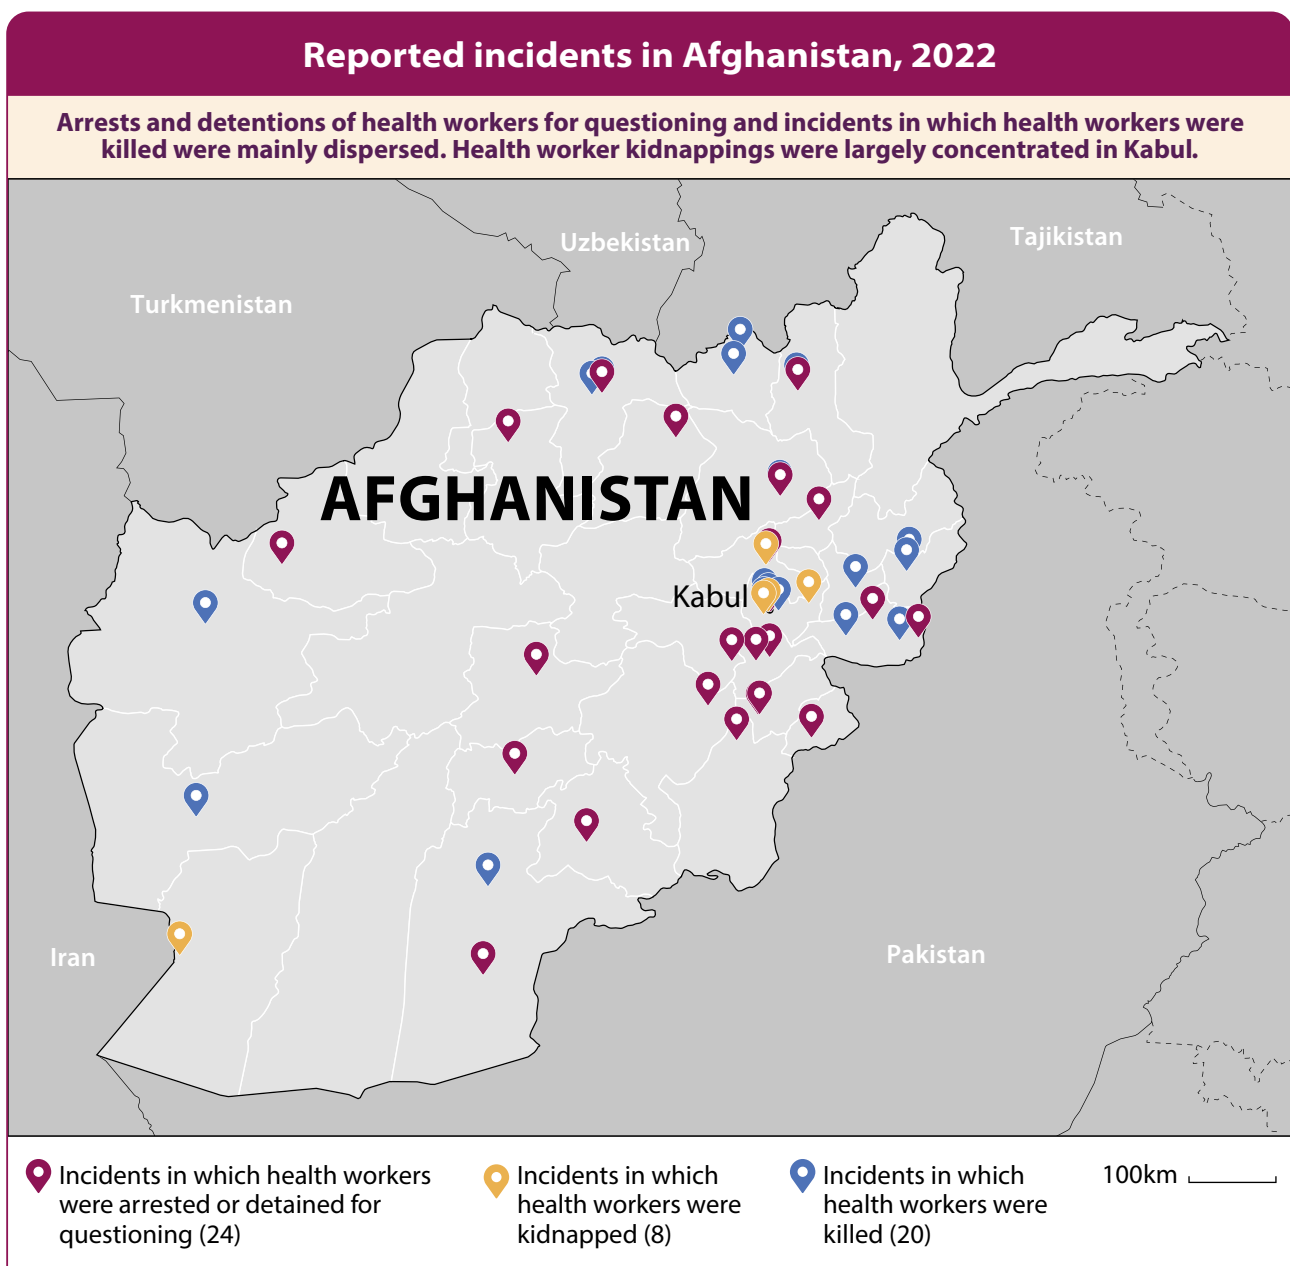 Reported incidents in Afghanistan, 2022
Arrests and detentions of health workers for questioning and incidents in which health workers were
killed were mainly dispersed. Health worker kidnappings were largely concentrated in Kabul.
Uzbekistan
Tajikistan
Turkmenistan
AFGHANISTAN
Kabul
Iran
Pakistan
Incidents in which health workers
were arrested or detained for
questioning (24)
Incidents in which
health workers were
kidnapped (8)
Incidents in which
health workers were
killed (20)
100km